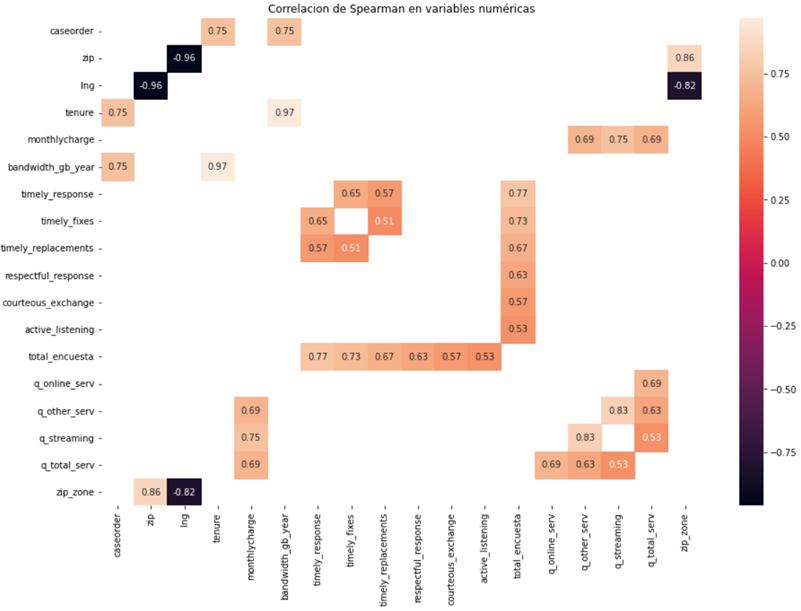 Correlacion de Spearman en variables numéricas
caseorder 0.75 0.75
zip -0.96 0.86
lng -0.96 -0.82
tenure 0.75 0.97
monthlycharge 0.69 0.75 0.69
bandwidth_gb_year 0.75 0.97
timely_response 0.65 0.57 0.77
timely_fixes 0.65 0.51 0.73
timely_replacements 0.57 0.51 0.67
respectful_response 0.63
courteous_exchange 0.57
active_listening 0.53
total_encuesta 0.77 0.73 0.67 0.63 0.57 0.53
q_online_serv 0.69
q_other_serv 0.69 0.83 0.63
q_streaming 0.75 0.83 0.53
q_total_serv 0.69 0.69 0.63 0.53
zip_zone 0.86 -0.82
caseorder
zip
lng
tenure
monthlycharge
bandwidth_gb_year
timely_response
timely_fixes
timely_replacements
respectful_response
courteous_exchange
active_listening
total_encuesta
q_online_serv
q_other_serv
q_streaming
q_total_serv
zip_zone
0.75
0.50
0.25
0.00
−0.25
−0.50
−0.75